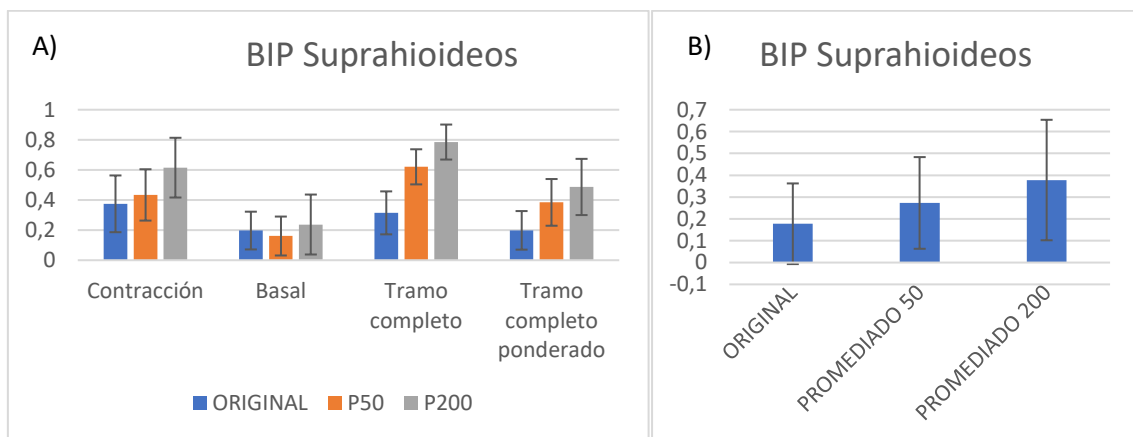 A)
BIP Suprahioideos
1
0,8
0,6
0,4
0,2
0
Contracción
Basal
Tramo
completo
Tramo
completo
ponderado
ORIGINAL P50 P200
B)
BIP Suprahioideos
0,7
0,6
0,5
0,4
0,3
0,2
0,1
0
-0,1
ORIGINAL
PROMEDIADO 50
PROMEDIADO 200